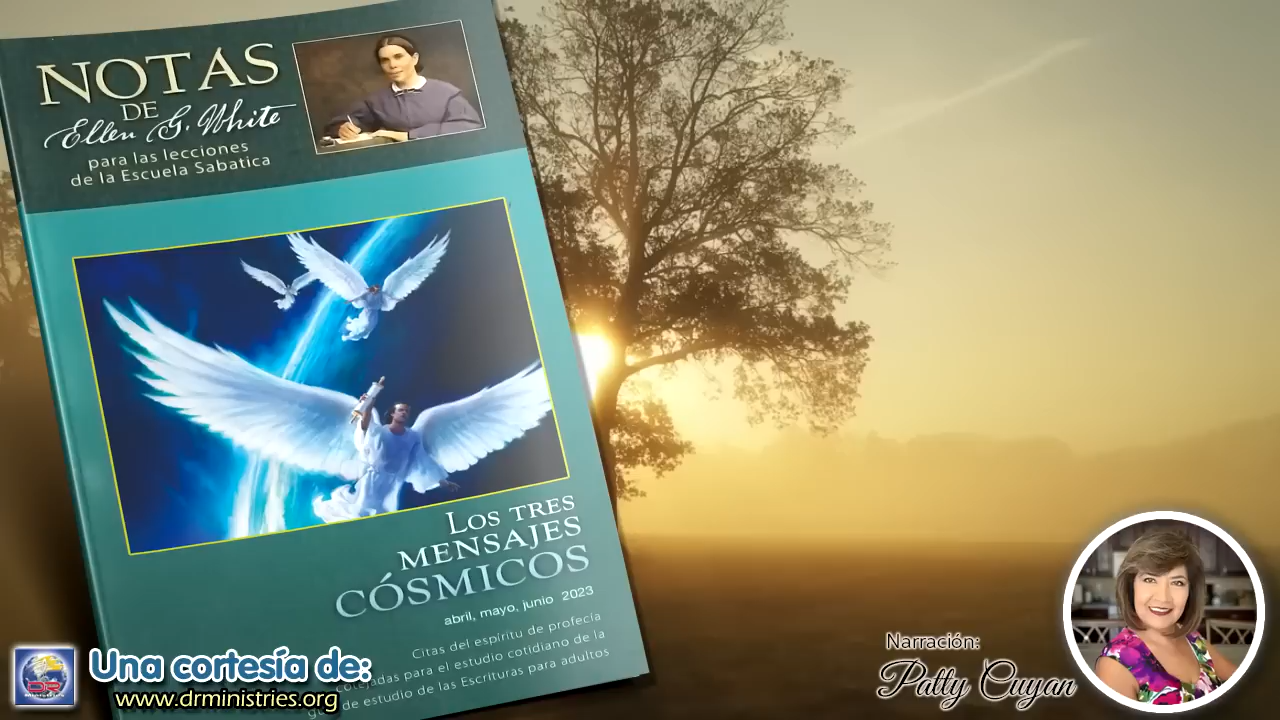 NOTAS
DE
Ellen G. White
para las lecciones
de la Escuela Sabatica
LOS TRES
MENSAJES
CÓSMICOS
abril, mayo, junio 2023
Citas del espíritu de profecía
cotejadas para el estudio cotidiano de la
de estudio de las Escrituras para adultos
Una cortesía de:
www.drministries.org
DR
Ministries
Narración:
Patty Cuyan